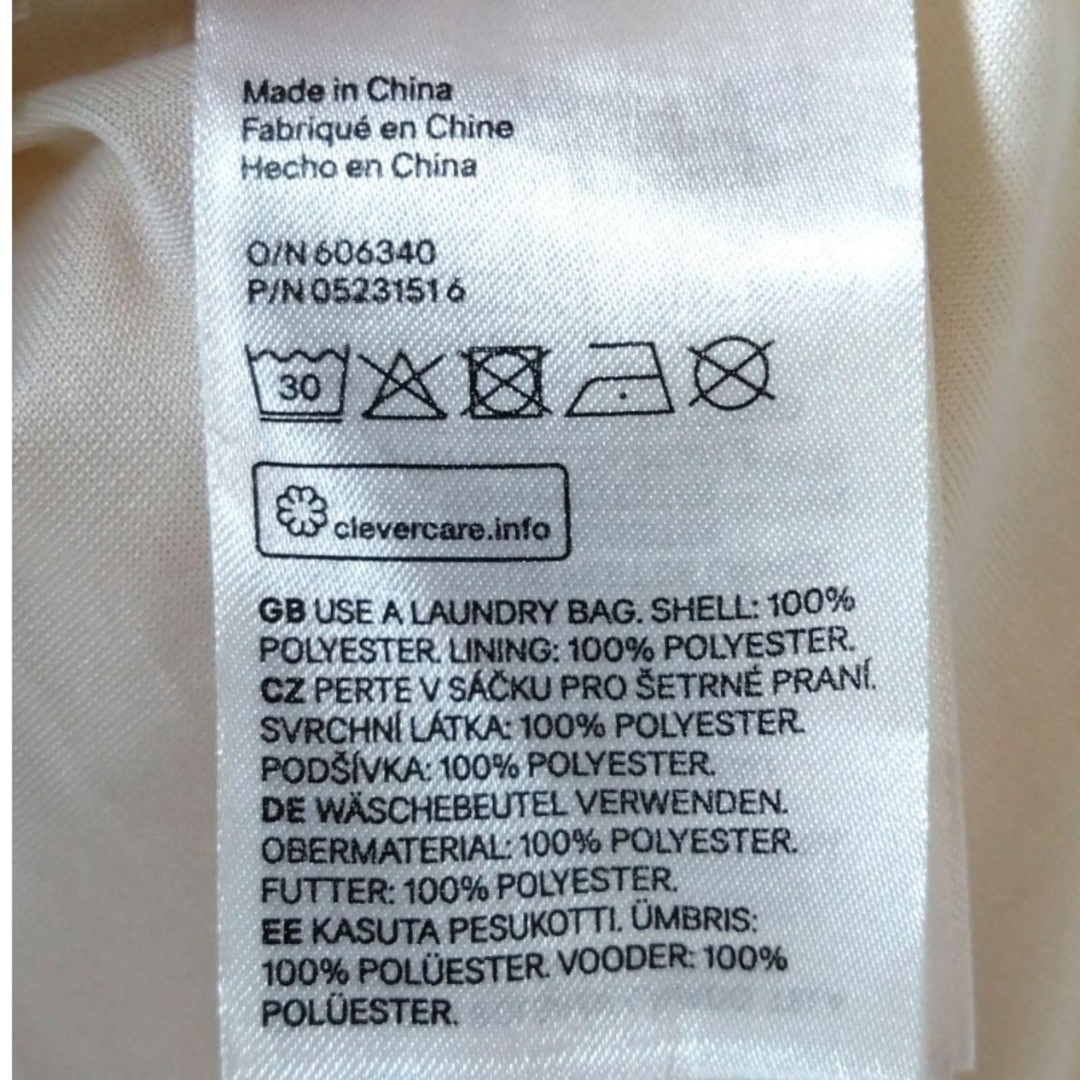 Made in China
Fabriqué en Chine
Hecho en China
O/N 606340
P/N 05231516
30
clevercare.info
GB USE A LAUNDRY BAG. SHELL: 100%
POLYESTER. LINING: 100% POLYESTER.
CZ PERTE V SÁČKU PRO ŠETRNÉ PRANÍ.
SVRCHNÍ LÁTKA: 100% POLYESTER.
PODŠÍVKA: 100% POLYESTER.
DE WÄSCHEBEUTEL VERWENDEN.
OBERMATERIAL: 100% POLYESTER.
FUTTER: 100% POLYESTER.
EE KASUTA PESUKOTTI. ÜMBRIS:
100% POLÜESTER. VOODER: 100%
POLÜESTER.